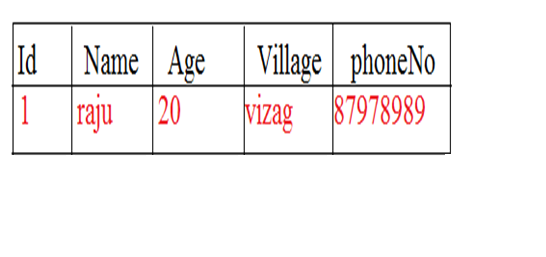 Id Name Age Village phoneNo
1 raju 20 vizag 87978989